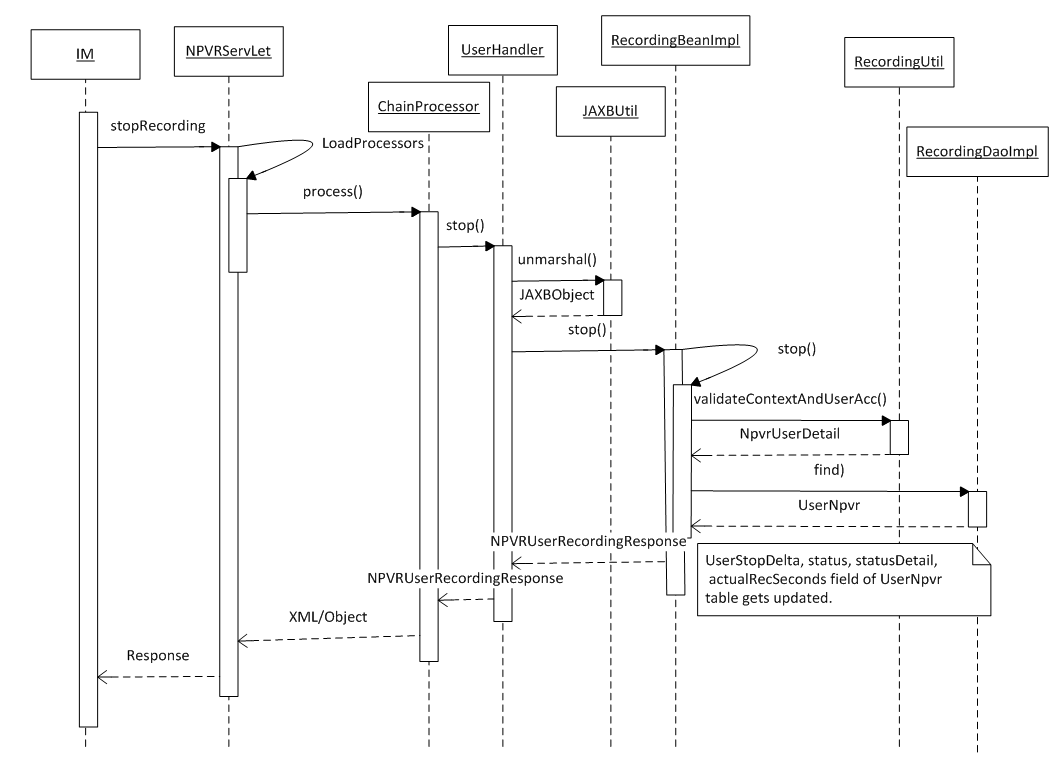 IM
NPVRServLet
ChainProcessor
UserHandler
JAXBUtil
RecordingBeanImpl
RecordingUtil
RecordingDaoImpl
stopRecording
LoadProcessors
process()
stop()
unmarshal()
JAXBObject
stop()
stop()
validateContextAndUserAcc()
NpvrUserDetail
find)
UserNpvr
NPVRUserRecordingResponse
UserStopDelta, status, statusDetail,
actualRecSeconds field of UserNpvr
table gets updated.
NPVRUserRecordingResponse
XML/Object
Response